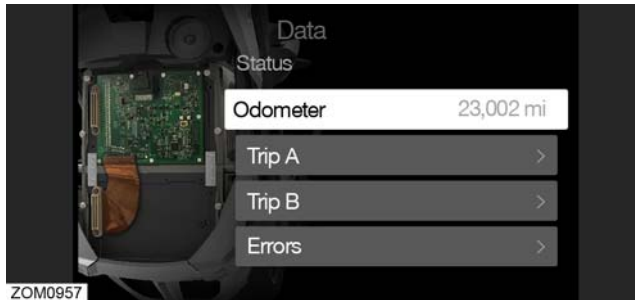 Data
Status
Odometer 23,002 mi
Trip A >
Trip B >
Errors >
ZOM0957